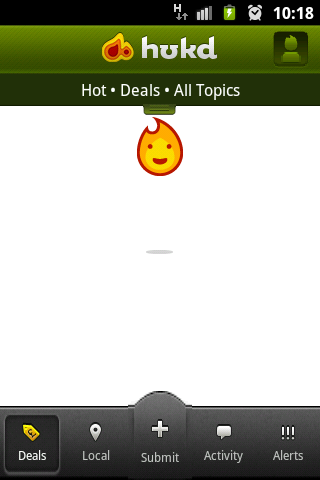 H
10:18
hukd
Hot • Deals • All Topics
Deals
Local
Submit
Activity
Alerts